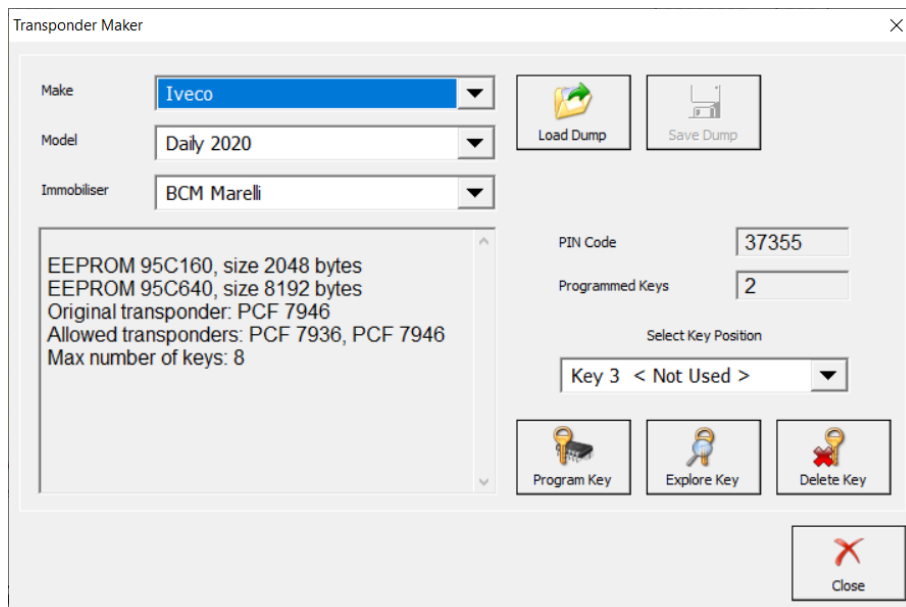 Transponder Maker
Make
Iveco
Load Dump
Save Dump
Model
Daily 2020
Immobiliser
BCM Marelli
EEPROM 95C160, size 2048 bytes
EEPROM 95C640, size 8192 bytes
Original transponder: PCF 7946
Allowed transponders: PCF 7936, PCF 7946
Max number of keys: 8
PIN Code
37355
Programmed Keys
2
Select Key Position
Key 3 < Not Used >
Program Key
Explore Key
Delete Key
Close